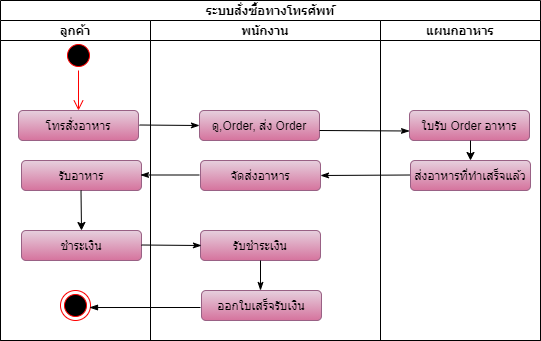 ระบบสั่งซื้อทางโทรศัพท์
ลูกค้า
พนักงาน
แผนกอาหาร
โทรสั่งอาหาร
ดู,Order, ส่ง Order
ใบรับ Order อาหาร
รับอาหาร
จัดส่งอาหาร
ส่งอาหารที่ทำเสร็จแล้ว
ชำระเงิน
รับชำระเงิน
ออกใบเสร็จรับเงิน